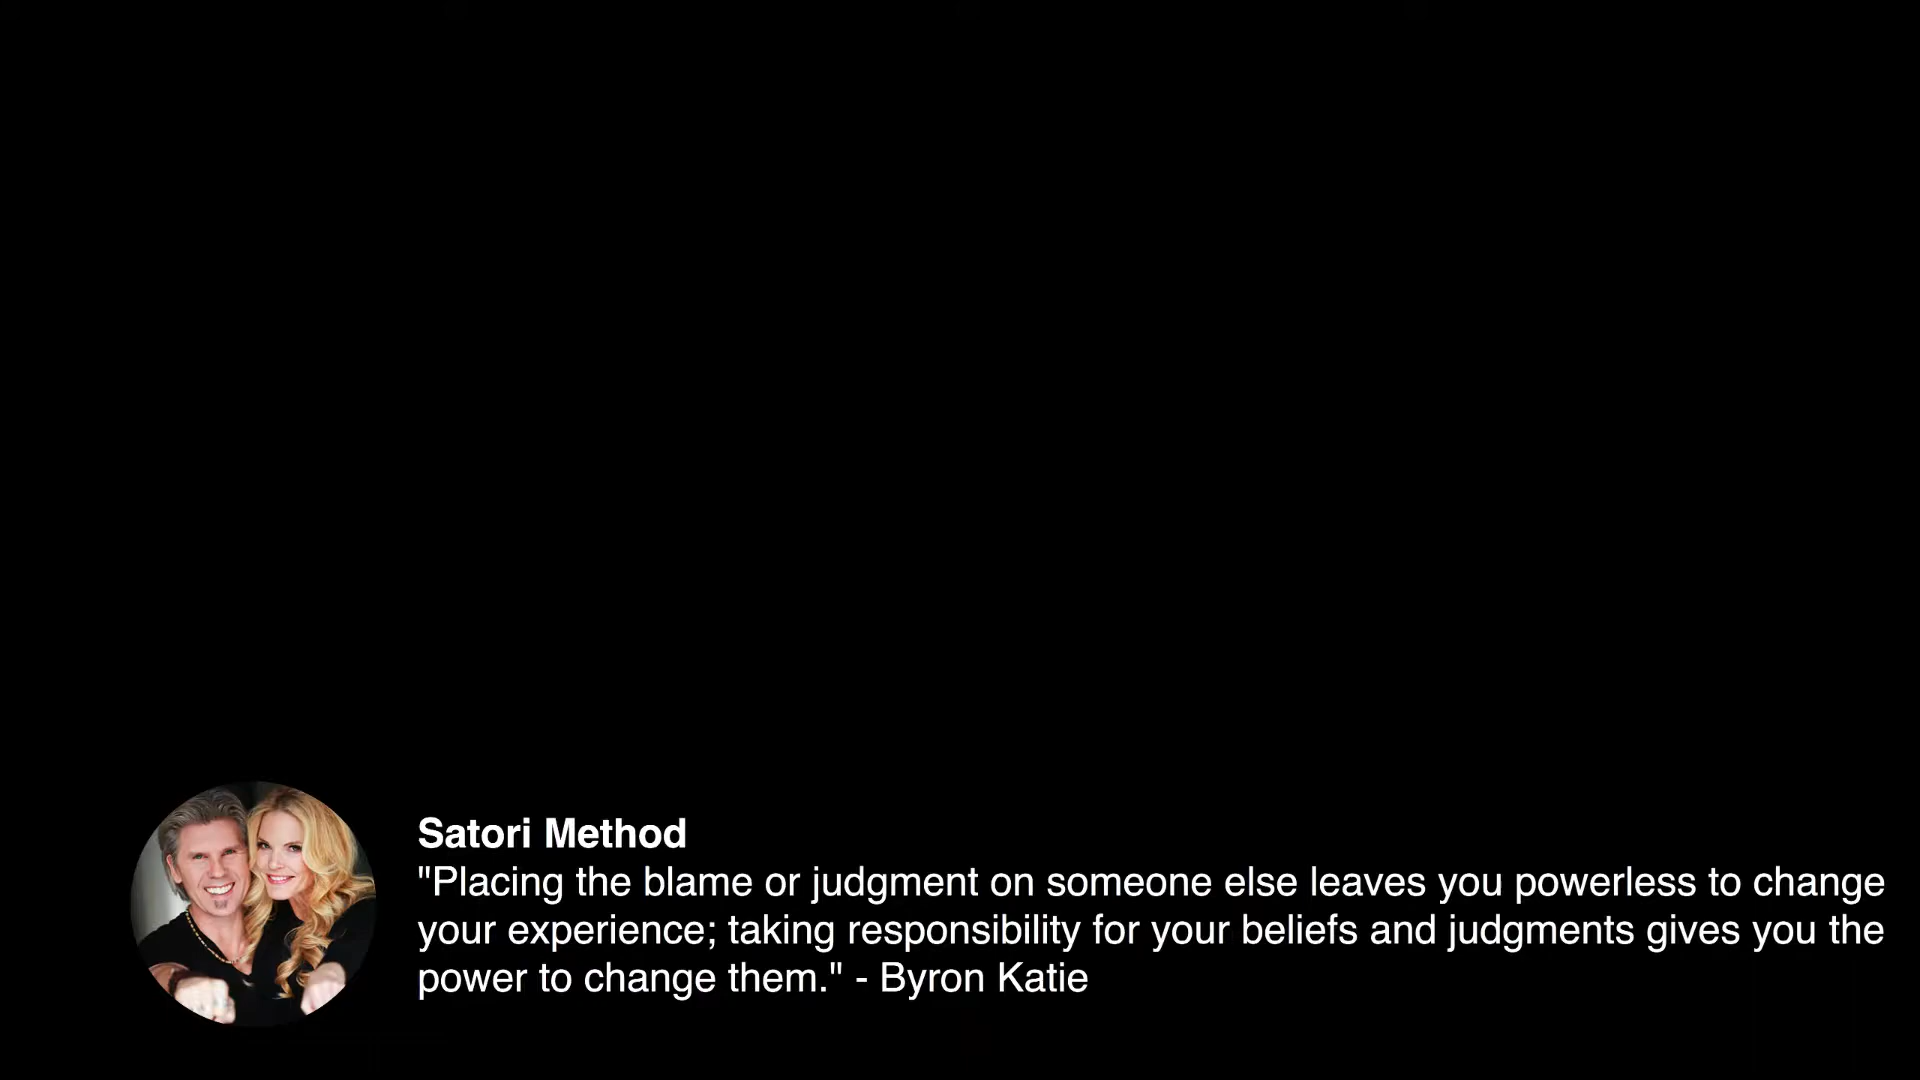 Satori Method
"Placing the blame or judgment on someone else leaves you powerless to change
your experience; taking responsibility for your beliefs and judgments gives you the
power to change them." - Byron Katie